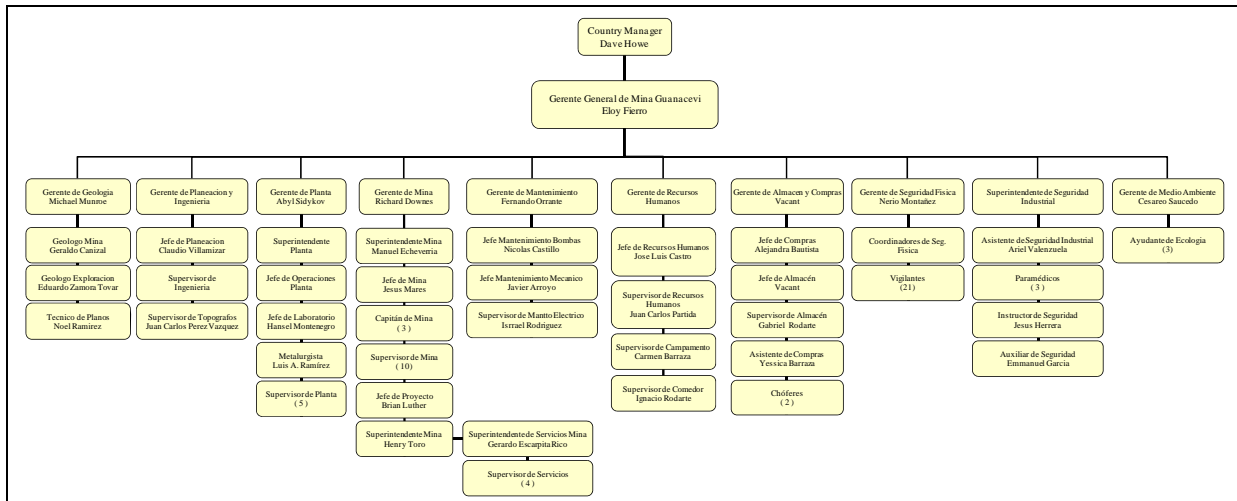 Country Manager
Dave Howe
Gerente General de Mina Guanacevi
Eloy Fierro
Gerente de Geologia
Michael Munroe
Geologo Mina
Geraldo Canizal
Geologo Exploracion
Eduardo Zamora Tovar
Tecnico de Planos
Noel Ramirez
Gerente de Planeacion y
Ingenieria
Jefe de Planeacion
Claudio Villamizar
Supervisor de
Ingenieria
Supervisor de Topografos
Juan Carlos Perez Vazquez
Gerente de Planta
Abyl Sidykov
Superintendente
Planta
Jefe de Operaciones
Planta
Jefe de Laboratorio
Hansel Montenegro
Metalurgista
Luis A. Ramírez
Supervisor de Planta
( 5 )
Gerente de Mina
Richard Downes
Superintendente Mina
Manuel Echeverria
Jefe de Mina
Jesus Mares
Capitán de Mina
( 3 )
Supervisor de Mina
( 10)
Jefe de Proyecto
Brian Luther
Superintendente Mina
Henry Toro
Superintendente de Servicios Mina
Gerardo Escarpita Rico
Supervisor de Servicios
( 4 )
Gerente de Mantenimiento
Fernando Orrante
Jefe Mantenimiento Bombas
Nicolas Castillo
Jefe Mantenimiento Mecanico
Javier Arroyo
Supervisor de Mantto Electrico
Isrrael Rodriguez
Gerente de Recursos
Humanos
Jefe de Recursos Humanos
Jose Luis Castro
Supervisor de Recursos
Humanos
Juan Carlos Partida
Supervisor de Campamento
Carmen Barraza
Supervisor de Comedor
Ignacio Rodarte
Gerente de Almacen y Compras
Vacant
Jefe de Compras
Alejandra Bautista
Jefe de Almacén
Vacant
Supervisor de Almacén
Gabriel Rodarte
Asistente de Compras
Yessica Barraza
Chóferes
( 2 )
Gerente de Seguridad Fisica
Nerio Montañez
Coordinadores de Seg.
Fisica
Vigilantes
(21)
Superintendente de Seguridad
Industrial
Asistente de Seguridad Industrial
Ariel Valenzuela
Paramédicos
( 3 )
Instructor de Seguridad
Jesus Herrera
Auxiliar de Seguridad
Emmanuel Garcia
Gerente de Medio Ambiente
Cesareo Saucedo
Ayudante de Ecologia
(3)